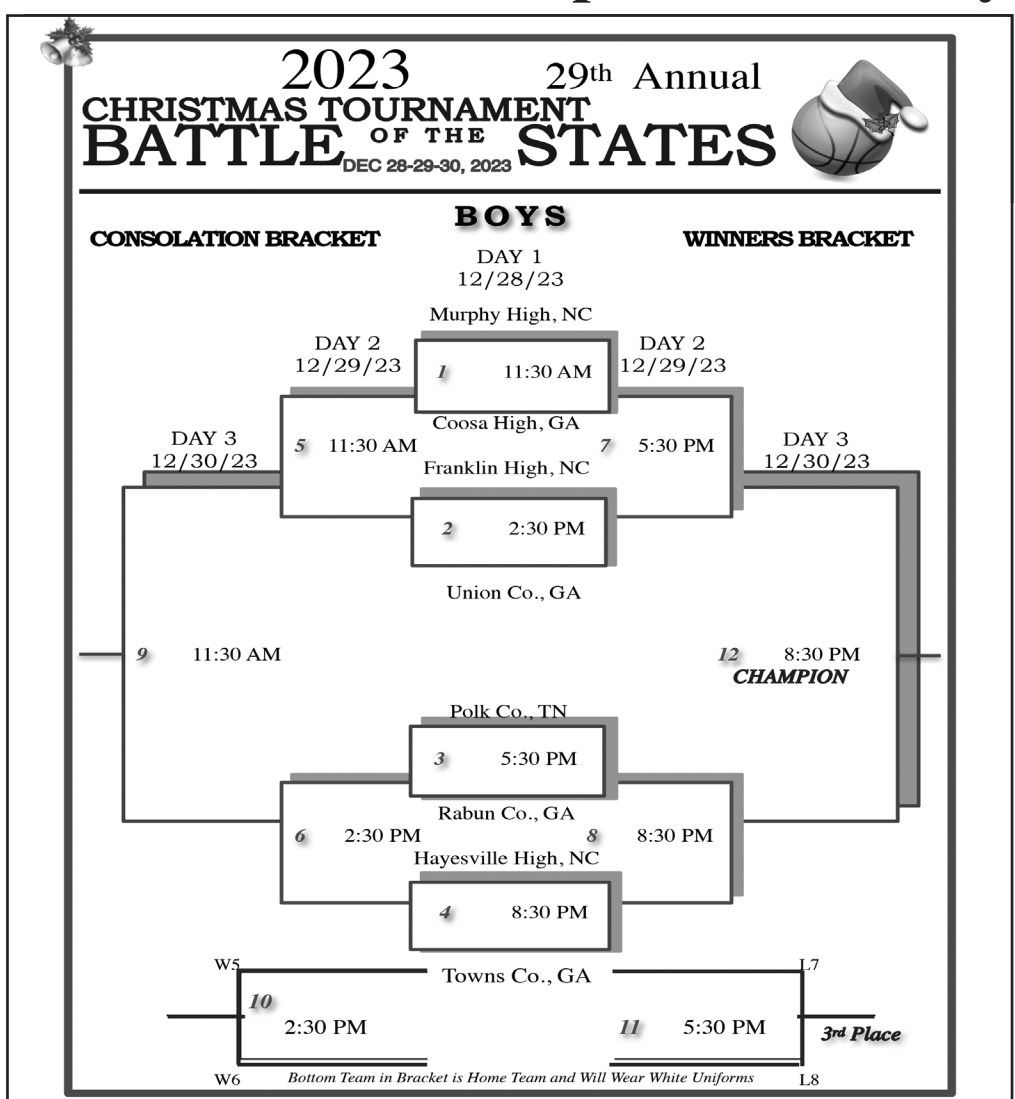 2023 29th Annual
CHRISTMAS TOURNAMENT
BATTLE OF THE STATES
DEC 28-29-30, 2023
BOYS
CONSOLATION BRACKET
WINNERS BRACKET
DAY 1
12/28/23
Murphy High, NC
DAY 2
12/29/23
1 11:30 AM
DAY 2
12/29/23
Coosa High, GA
DAY 3
12/30/23
5 11:30 AM
7 5:30 PM
DAY 3
12/30/23
Franklin High, NC
2 2:30 PM
Union Co., GA
9 11:30 AM
12 8:30 PM
CHAMPION
Polk Co., TN
3 5:30 PM
Rabun Co., GA
6 2:30 PM
8 8:30 PM
Hayesville High, NC
4 8:30 PM
Towns Co., GA
W5
L7
10
2:30 PM
11 5:30 PM
3rd Place
W6
Bottom Team in Bracket is Home Team and Will Wear White Uniforms
L8